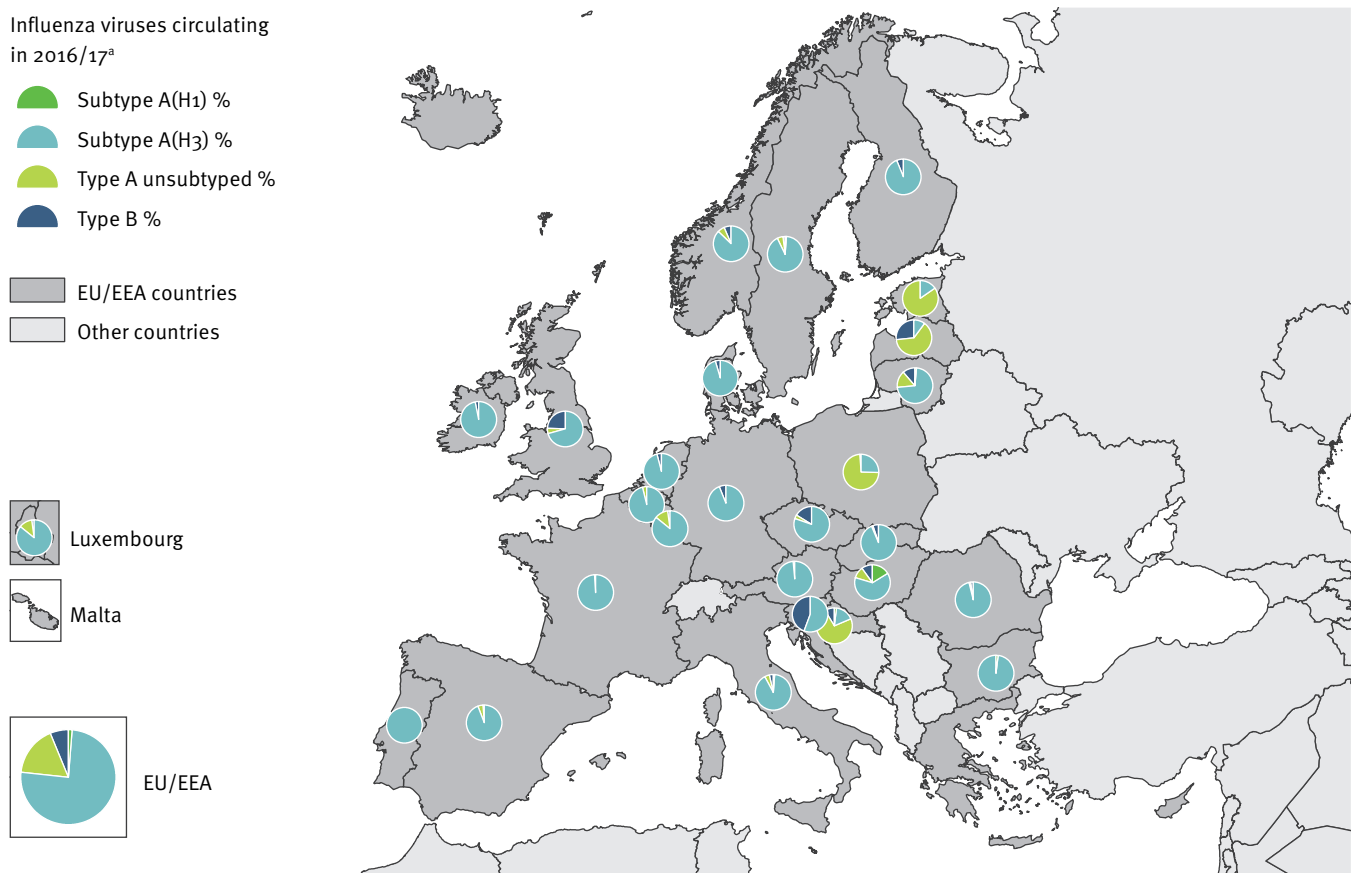 Influenza viruses circulating
in 2016/17ª
Subtype A(H1) %
Subtype A(H3) %
Type A unsubtyped %
Type B %
EU/EEA countries
Other countries
Luxembourg
Malta
EU/EEA